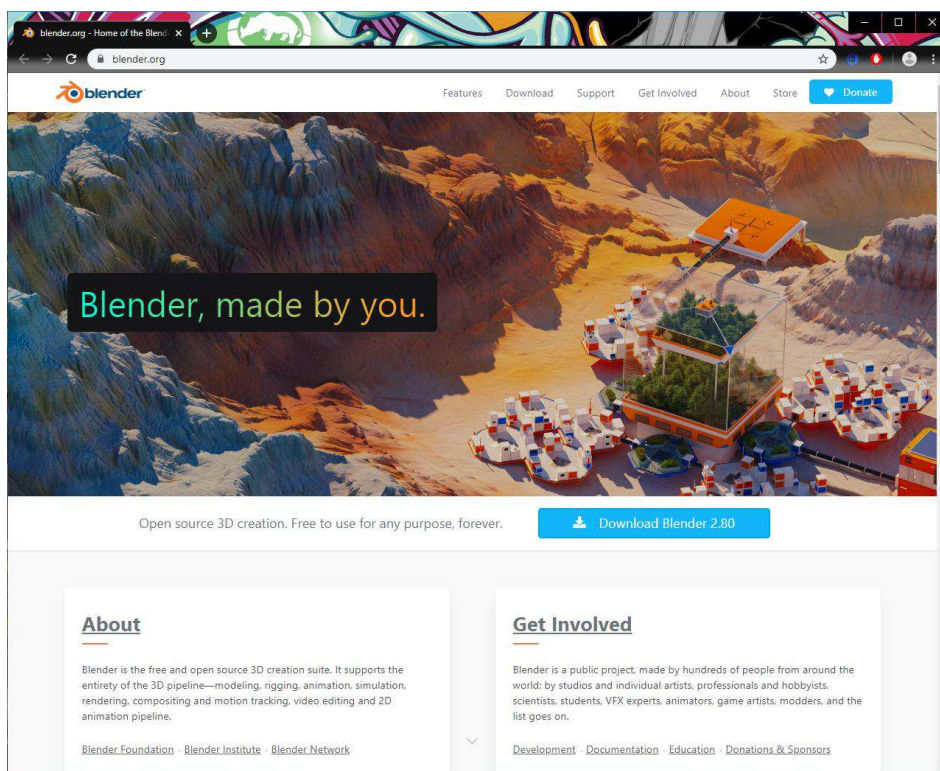 blender.org - Home of the Blend
blender.org
blender
Features Download Support Get Involved About Store Donate
Blender, made by you.
Open source 3D creation. Free to use for any purpose, forever.
Download Blender 2.80
About
Blender is the free and open source 3D creation suite. It supports the
entirety of the 3D pipeline—modeling, rigging, animation, simulation,
rendering, compositing and motion tracking, video editing and 2D
animation pipeline.
Blender Foundation · Blender Institute · Blender Network
Get Involved
Blender is a public project, made by hundreds of people from around the
world; by studios and individual artists, professionals and hobbyists,
scientists, students, VFX experts, animators, game artists, modders, and the
list goes on.
Development · Documentation · Education · Donations & Sponsors